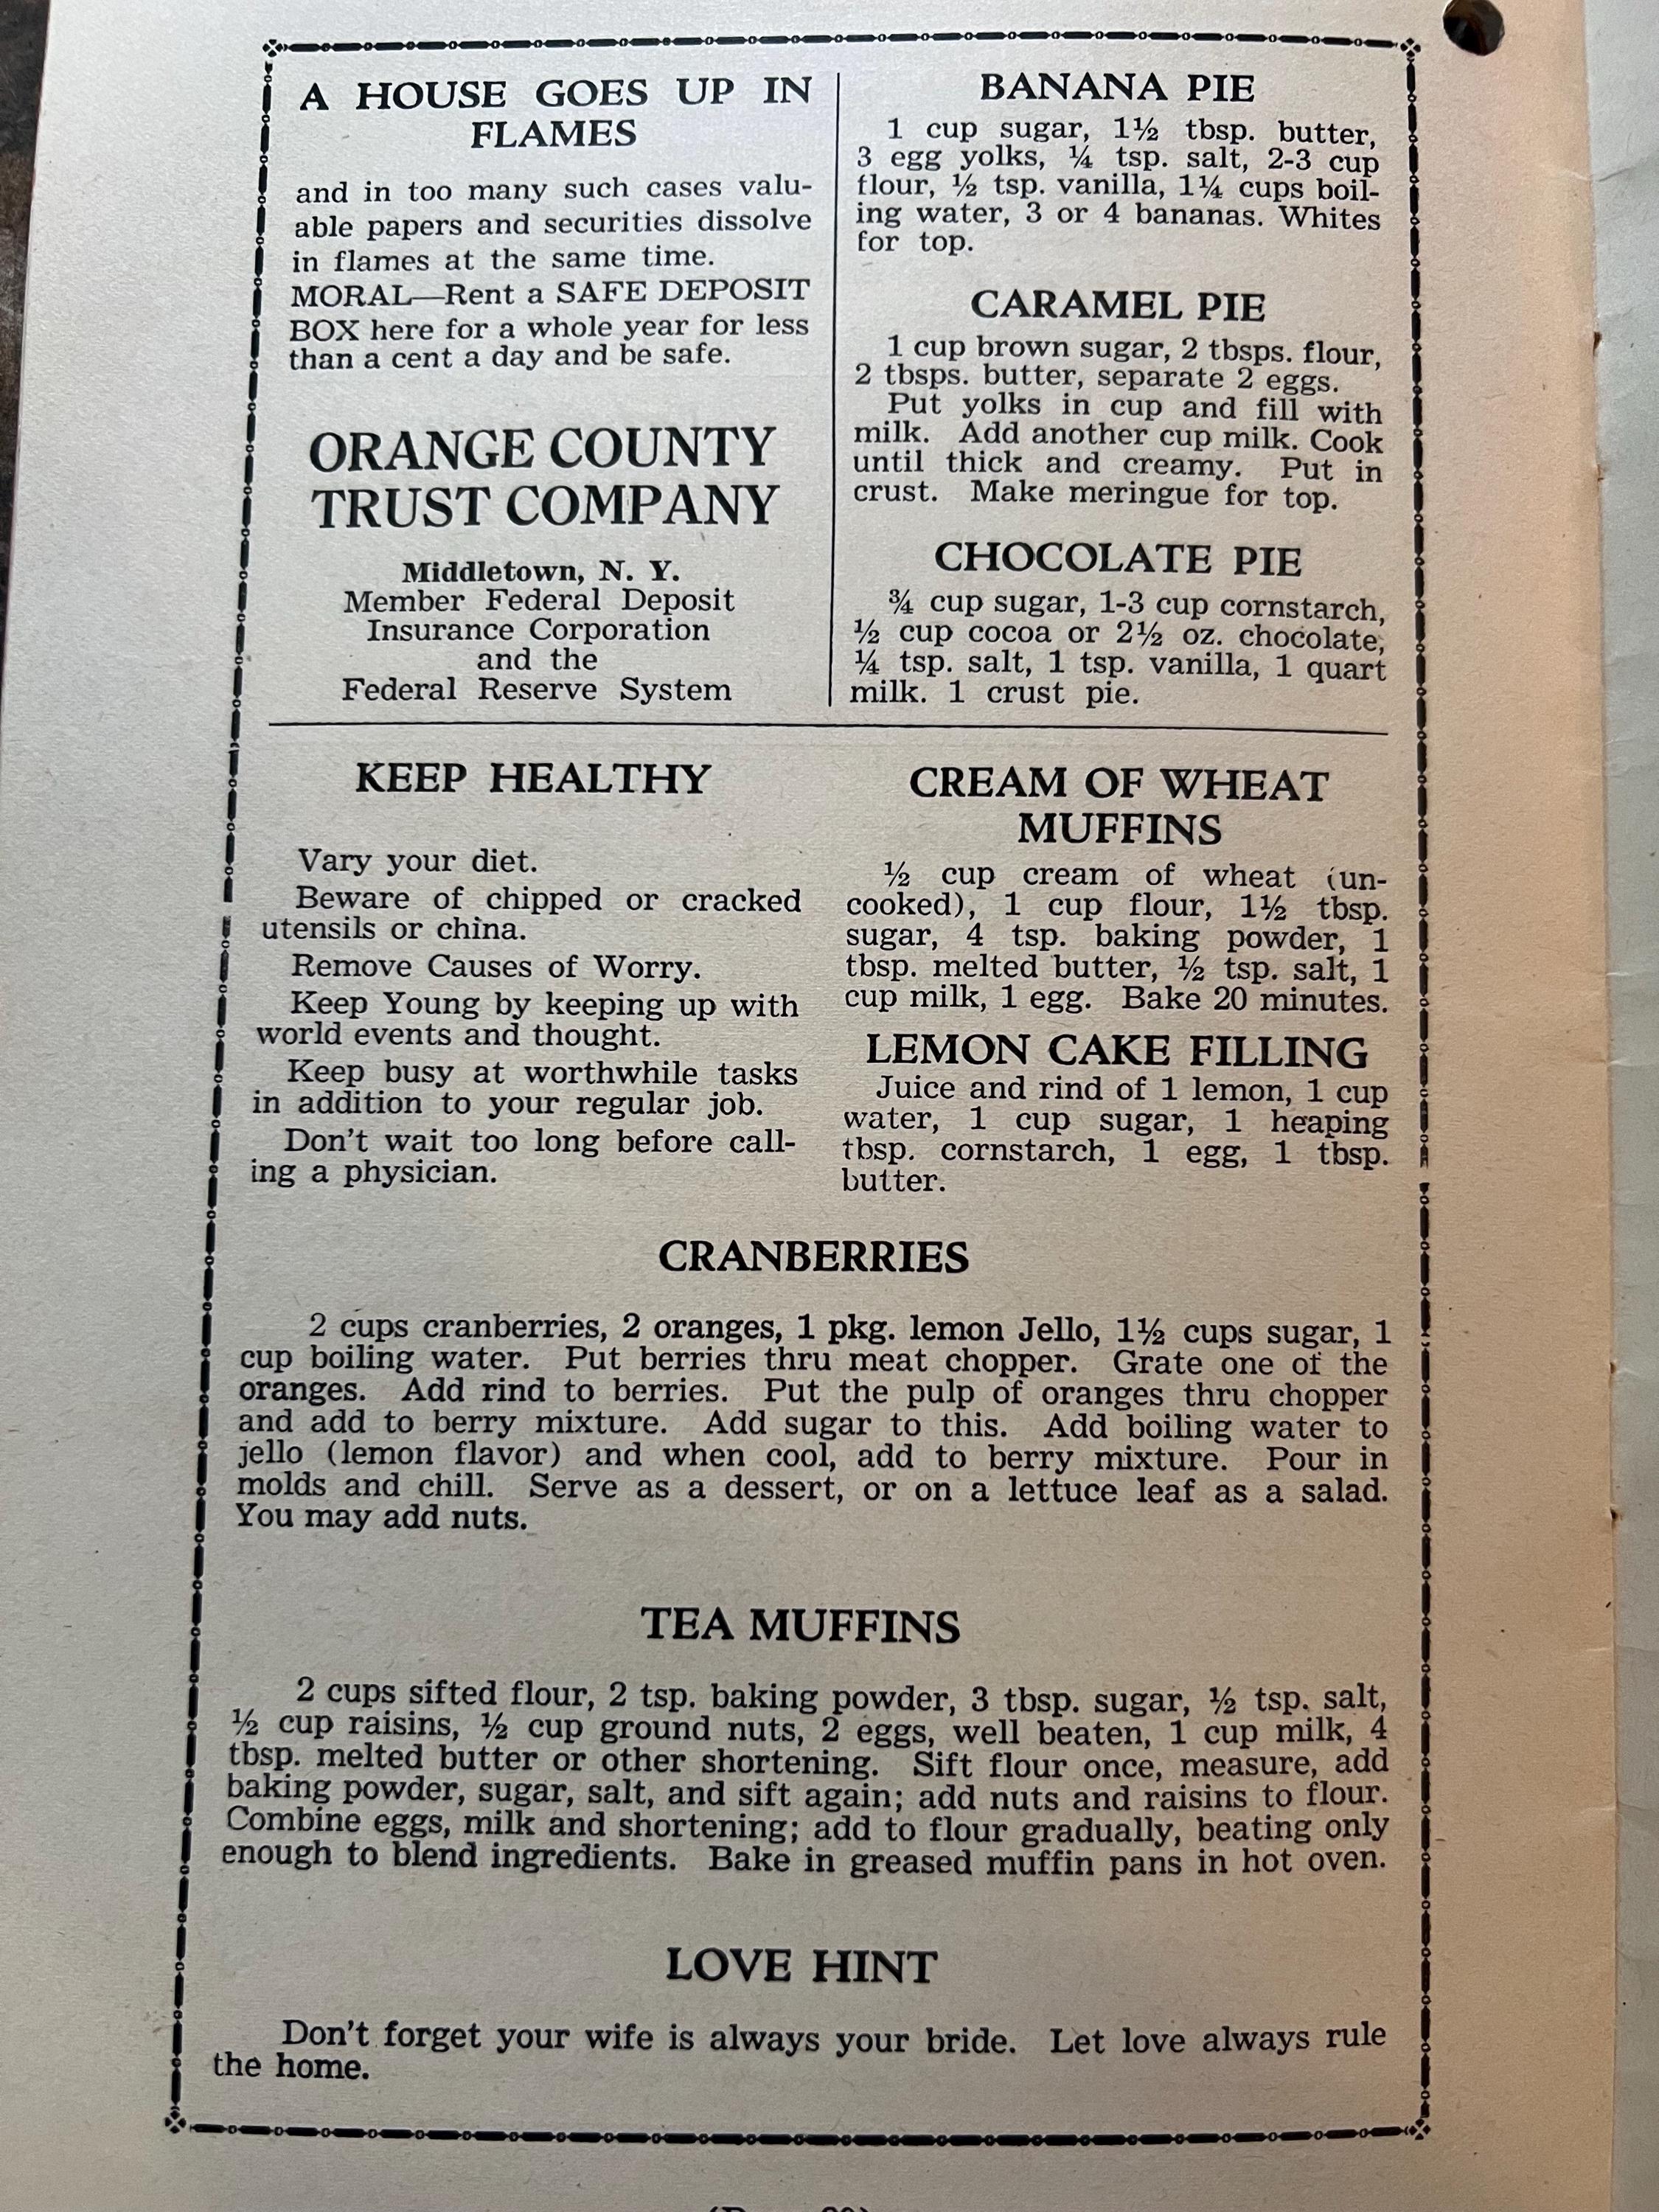 A HOUSE GOES UP IN
FLAMES
and in too many such cases valu-
able papers and securities dissolve
in flames at the same time.
MORAL—Rent a SAFE DEPOSIT
BOX here for a whole year for less
than a cent a day and be safe.
ORANGE COUNTY
TRUST COMPANY
Middletown, N. Y.
Member Federal Deposit
Insurance Corporation
and the
Federal Reserve System
BANANA PIE
1 cup sugar, 1½ tbsp. butter,
3 egg yolks, ¼ tsp. salt, 2-3 cup
flour, ½ tsp. vanilla, 1¼ cups boil-
ing water, 3 or 4 bananas. Whites
for top.
CARAMEL PIE
1 cup brown sugar, 2 tbsps. flour,
2 tbsps. butter, separate 2 eggs.
Put yolks in cup and fill with
milk. Add another cup milk. Cook
until thick and creamy. Put in
crust. Make meringue for top.
CHOCOLATE PIE
¾ cup sugar, 1-3 cup cornstarch,
½ cup cocoa or 2½ oz. chocolate,
¼ tsp. salt, 1 tsp. vanilla, 1 quart
milk. 1 crust pie.
KEEP HEALTHY
Vary your diet.
Beware of chipped or cracked
utensils or china.
Remove Causes of Worry.
Keep Young by keeping up with
world events and thought.
Keep busy at worthwhile tasks
in addition to your regular job.
Don't wait too long before call-
ing a physician.
CREAM OF WHEAT
MUFFINS
½ cup cream of wheat (un-
cooked), 1 cup flour, 1½ tbsp.
sugar, 4 tsp. baking powder, 1
tbsp. melted butter, ½ tsp. salt, 1
cup milk, 1 egg. Bake 20 minutes.
LEMON CAKE FILLING
Juice and rind of 1 lemon, 1 cup
water, 1 cup sugar, 1 heaping
tbsp. cornstarch, 1 egg, 1 tbsp.
butter.
CRANBERRIES
2 cups cranberries, 2 oranges, 1 pkg. lemon Jello, 1½ cups sugar, 1
cup boiling water. Put berries thru meat chopper. Grate one of the
oranges. Add rind to berries. Put the pulp of oranges thru chopper
and add to berry mixture. Add sugar to this. Add boiling water to
jello (lemon flavor) and when cool, add to berry mixture. Pour in
molds and chill. Serve as a dessert, or on a lettuce leaf as a salad.
You may add nuts.
TEA MUFFINS
2 cups sifted flour, 2 tsp. baking powder, 3 tbsp. sugar, ½ tsp. salt,
½ cup raisins, ½ cup ground nuts, 2 eggs, well beaten, 1 cup milk, 4
tbsp. melted butter or other shortening. Sift flour once, measure, add
baking powder, sugar, salt, and sift again; add nuts and raisins to flour.
Combine eggs, milk and shortening; add to flour gradually, beating only
enough to blend ingredients. Bake in greased muffin pans in hot oven.
LOVE HINT
Don't forget your wife is always your bride. Let love always rule
the home.